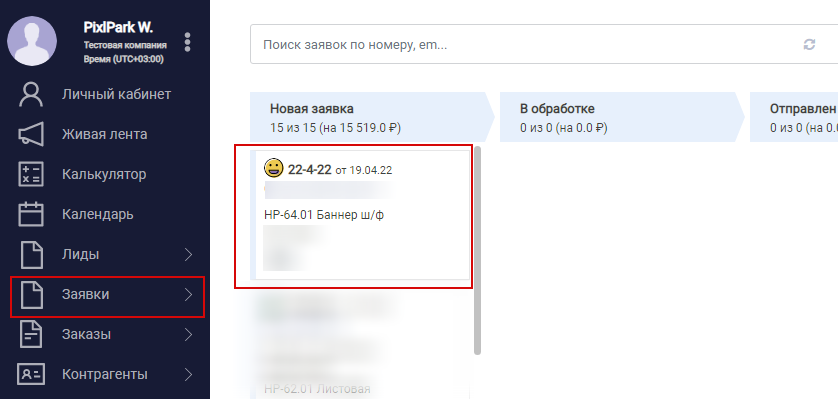 PixlPark W.
Тестовая компания
Время (UTC+03:00)
Личный кабинет
Живая лента
Калькулятор
Календарь
Лиды
Заявки
Заказы
Контрагенты
Поиск заявок по номеру, em...
Новая заявка
15 из 15 (на 15 519.0 ₽)
В обработке
0 из 0 (на 0.0 ₽)
Отправлен
0 из 0 (на 0.0
22-4-22 от 19.04.22
НР-64.01 Баннер ш/ф
НР-62.01 Листовая